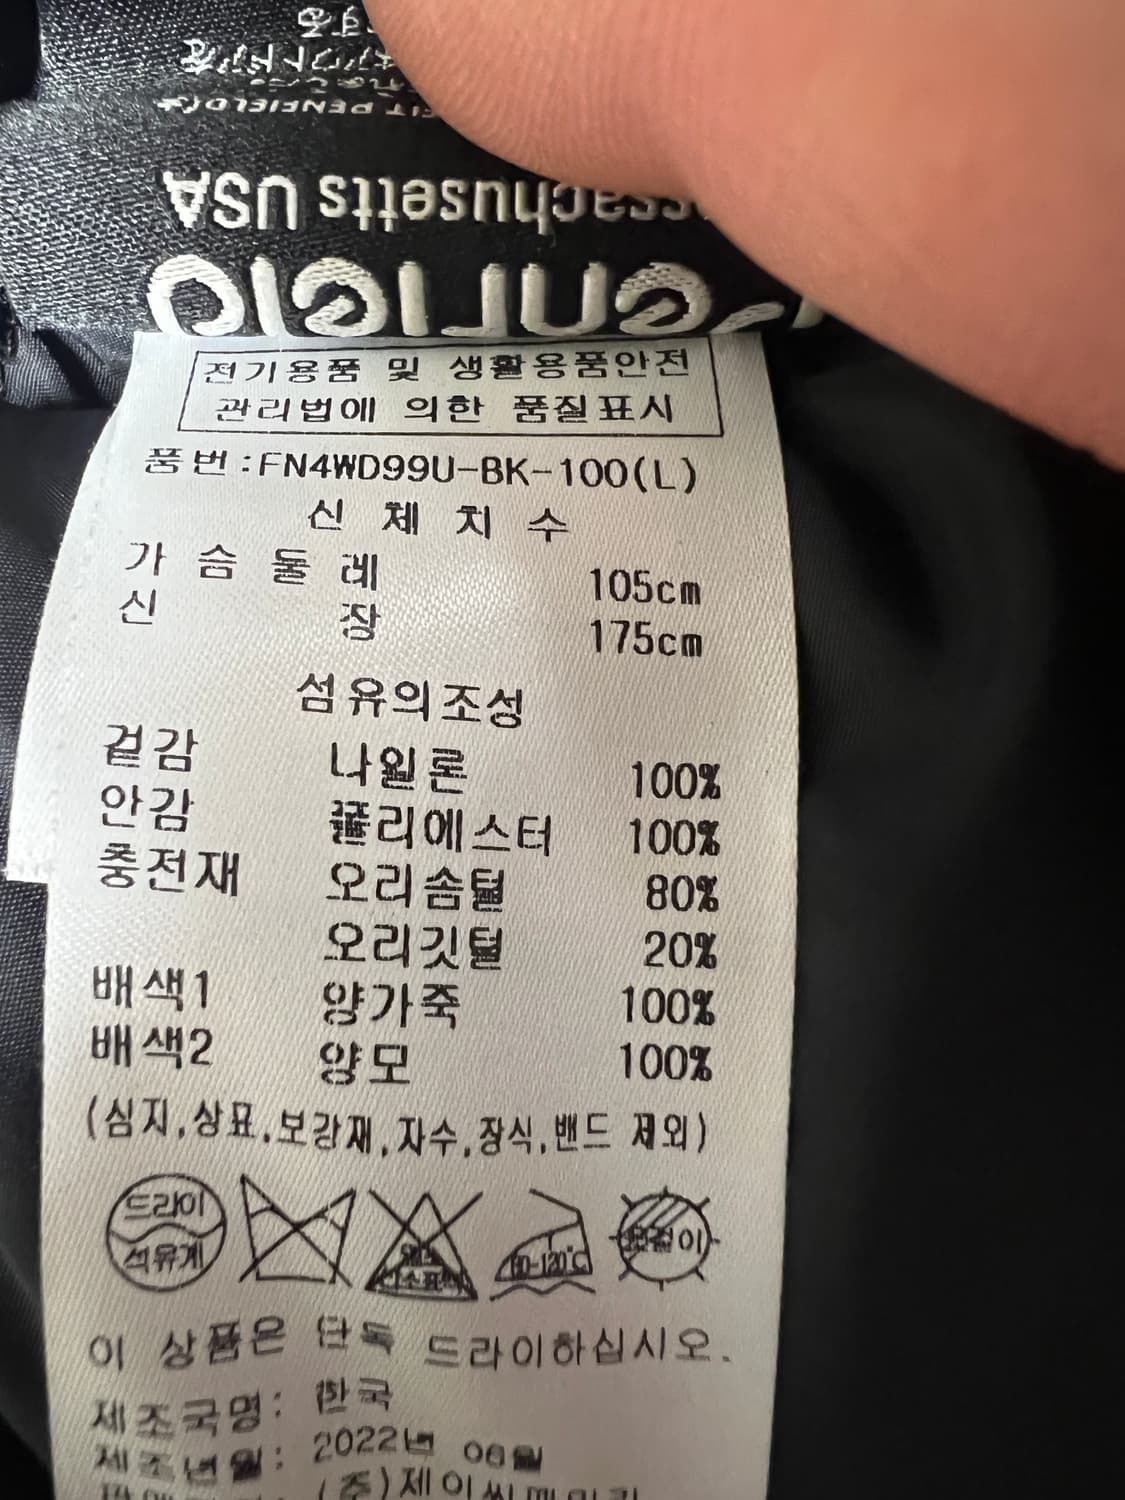 Massachusetts USA
Penfield
전기용품 및 생활용품안전
관리법에 의한 품질표시
품번:FN4WD99U-BK-100(L)
신 체 치 수
가 슴 둘 레 105cm
신 장 175cm
섬유의조성
겉감 나일론 100%
안감 폴리에스터 100%
충전재 오리솜털 80%
오리깃털 20%
배색1 양가죽 100%
배색2 양모 100%
(심지,상표,보강재,자수,장식,밴드 제외)
드라이
석유계
80-120℃
옷걸이
이 상품은 단독 드라이하십시오.
제조국명: 한국
제조년월: 2022년 06월